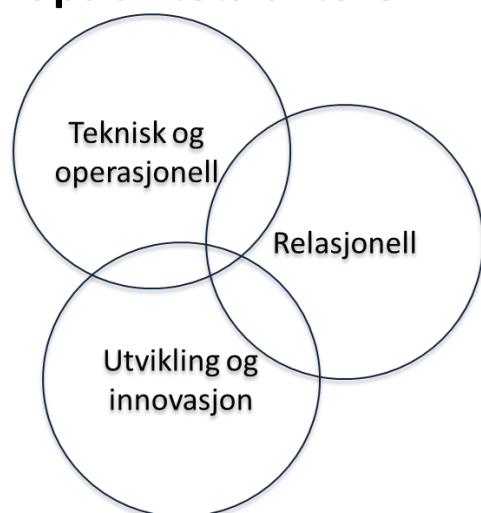 Teknisk og
operasjonell
Relasjonell
Utvikling og
innovasjon